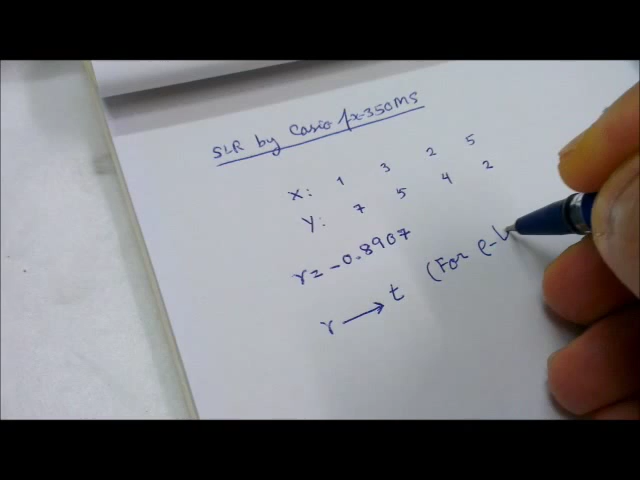 SLR by Casio fx-350MS
X: 1 3 2 5
Y: 7 5 4 2
r = -0.8907
r → t (For